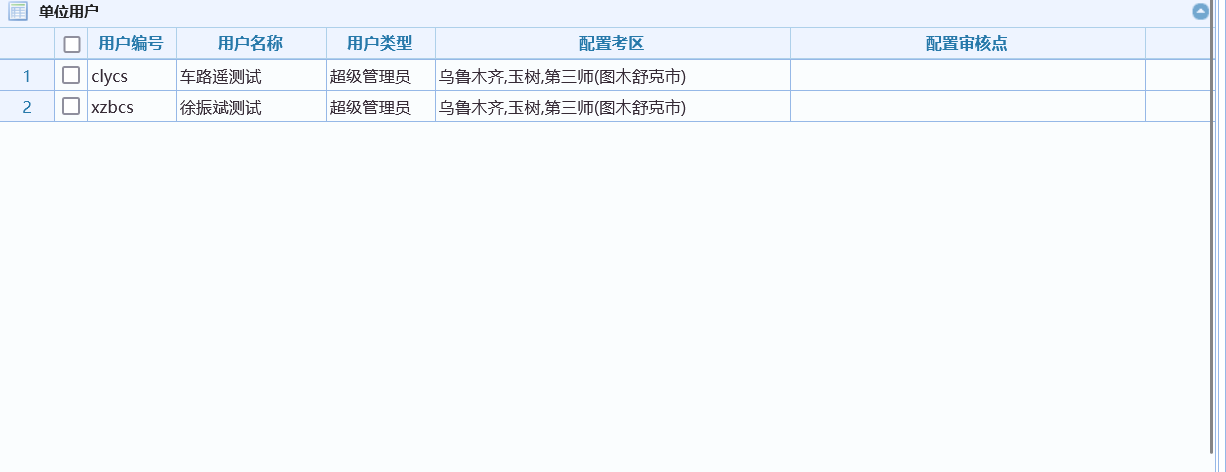 单位用户
用户编号 用户名称 用户类型 配置考区 配置审核点
1 clycs 车路遥测试 超级管理员 乌鲁木齐,玉树,第三师(图木舒克市)
2 xzbcs 徐振斌测试 超级管理员 乌鲁木齐,玉树,第三师(图木舒克市)